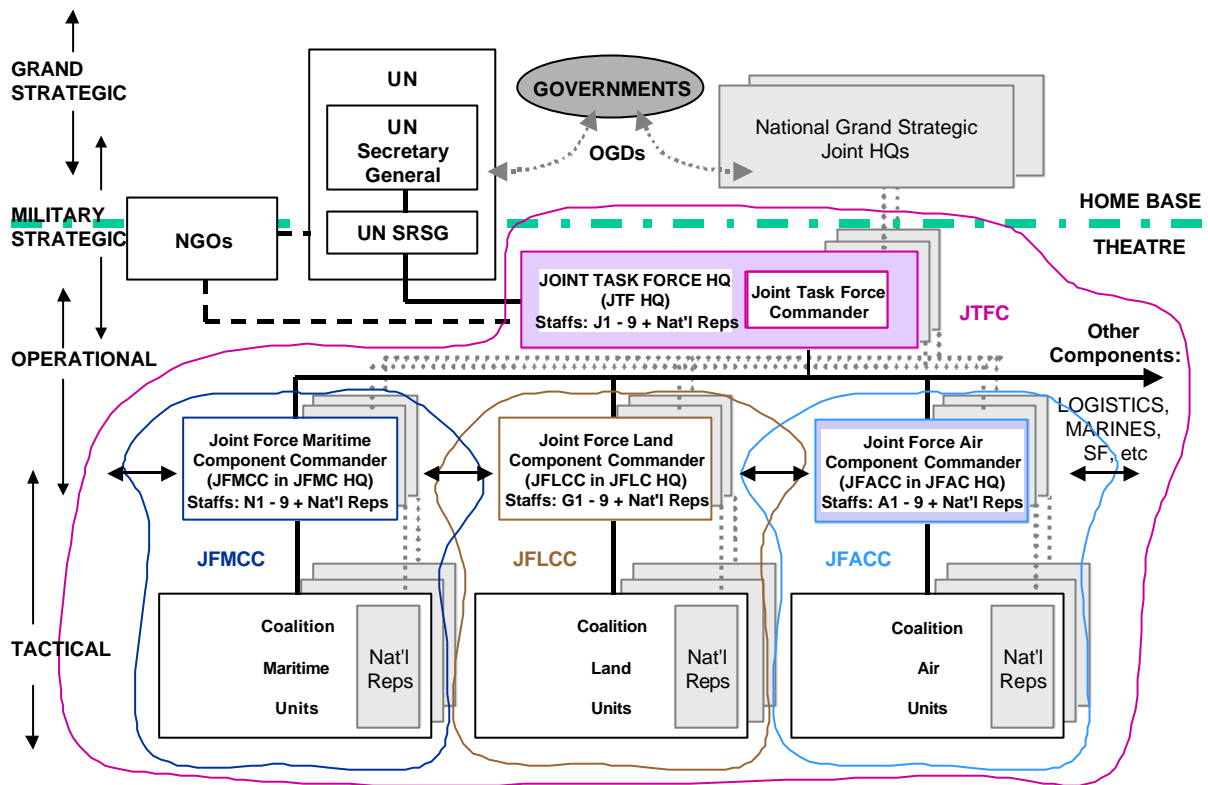 GRAND
STRATEGIC
UN
GOVERNMENTS
UN
Secretary
General
OGDs
National Grand Strategic
Joint HQs
MILITARY
STRATEGIC
NGOs
UN SRSG
HOME BASE
THEATRE
JOINT TASK FORCE HQ
(JTF HQ)
Staffs: J1 - 9 + Nat'l Reps
Joint Task Force
Commander
JTFC
OPERATIONAL
Other
Components:
LOGISTICS,
MARINES,
SF, etc
Joint Force Maritime
Component Commander
(JFMCC in JFMC HQ)
Staffs: N1 - 9 + Nat'l Reps
Joint Force Land
Component Commander
(JFLCC in JFLC HQ)
Staffs: G1 - 9 + Nat'l Reps
Joint Force Air
Component Commander
(JFACC in JFAC HQ)
Staffs: A1 - 9 + Nat'l Reps
JFMCC
JFLCC
JFACC
TACTICAL
Coalition
Maritime
Units
Nat'l
Reps
Coalition
Land
Units
Nat'l
Reps
Coalition
Air
Units
Nat'l
Reps